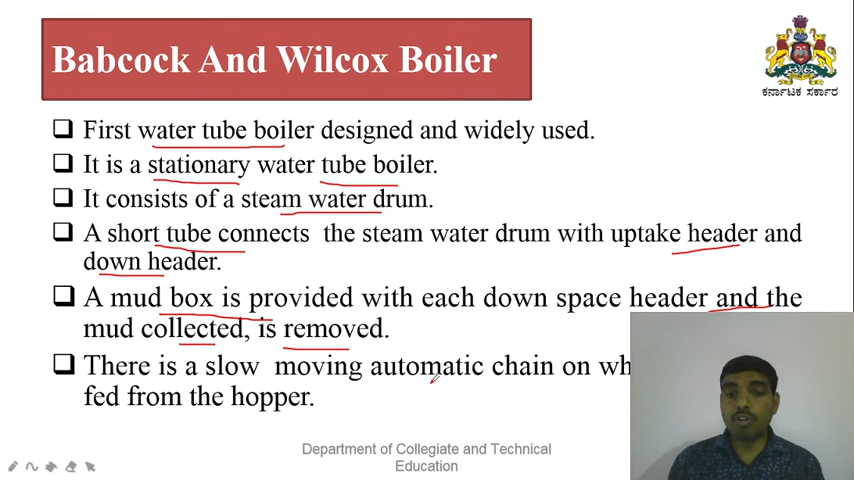 Babcock And Wilcox Boiler
ಕರ್ನಾಟಕ ಸರ್ಕಾರ
❑ First water tube boiler designed and widely used.
❑ It is a stationary water tube boiler.
❑ It consists of a steam water drum.
❑ A short tube connects the steam water drum with uptake header and
down header.
❑ A mud box is provided with each down space header and the
mud collected, is removed.
❑ There is a slow moving automatic chain on
fed from the hopper.
Department of Collegiate and Technical
Education